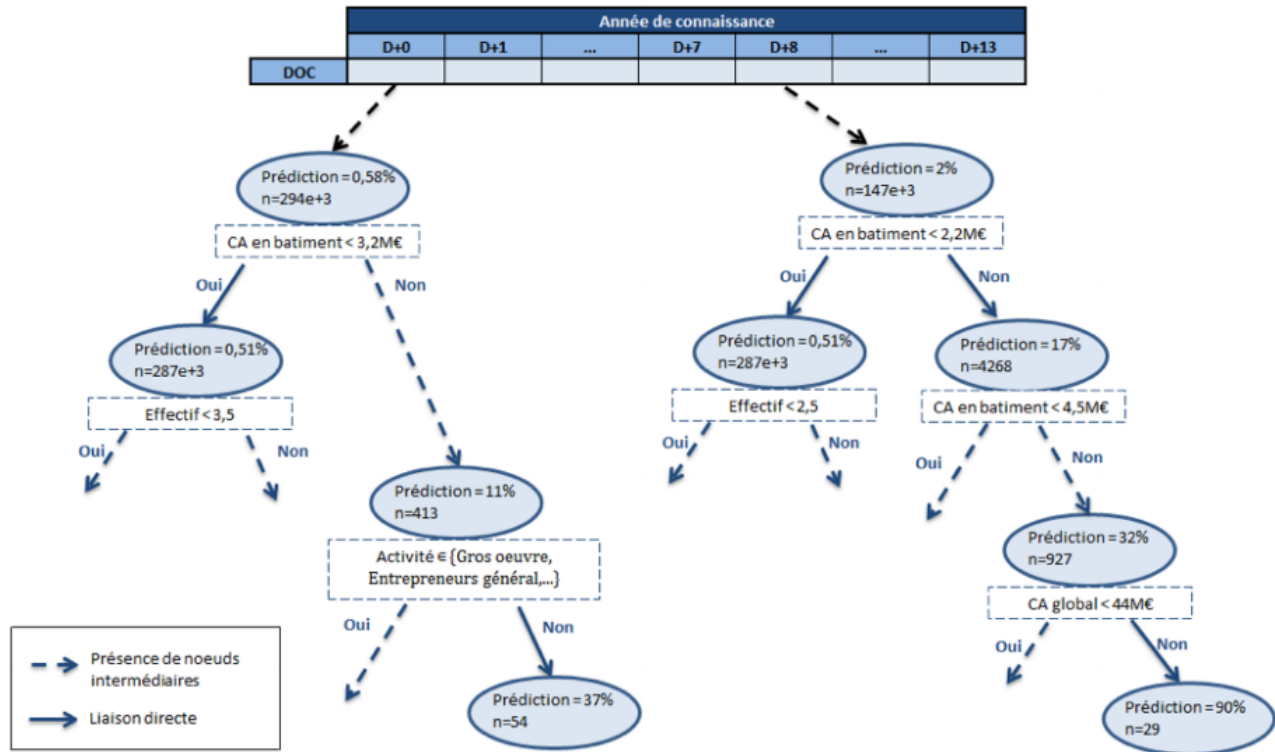 Année de connaissance
D+0 D+1 ... D+7 D+8 ... D+13
DOC
Prédiction = 0,58%
n=294e+3
CA en batiment < 3,2M€
Oui
Non
Prédiction = 0,51%
n=287e+3
Effectif < 3,5
Oui
Non
Prédiction = 11%
n=413
Activité ∈ {Gros oeuvre,
Entrepreneurs général,...}
Oui
Non
Prédiction = 37%
n=54
Prédiction = 2%
n=147e+3
CA en batiment < 2,2M€
Oui
Non
Prédiction = 0,51%
n=287e+3
Effectif < 2,5
Oui
Non
Prédiction = 17%
n=4268
CA en batiment < 4,5M€
Oui
Non
Prédiction = 32%
n=927
CA global < 44M€
Oui
Non
Prédiction = 90%
n=29
Présence de noeuds
intermédiaires
Liaison directe